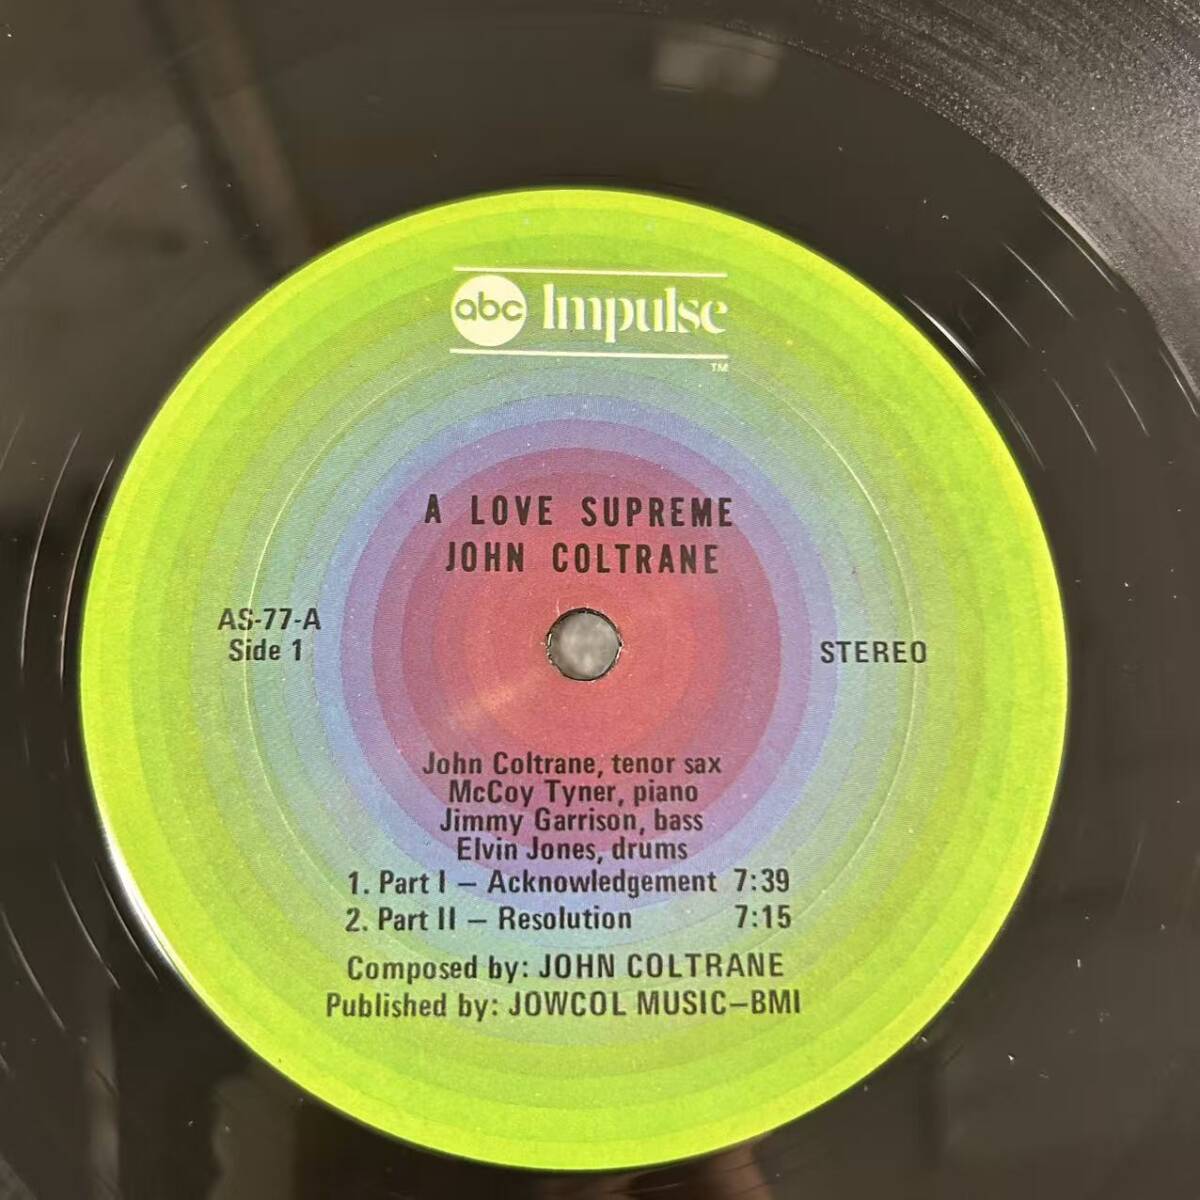 abc Impulse
TM
A LOVE SUPREME
JOHN COLTRANE
AS-77-A
Side 1
STEREO
John Coltrane, tenor sax
McCoy Tyner, piano
Jimmy Garrison, bass
Elvin Jones, drums
1. Part I – Acknowledgement 7:39
2. Part II – Resolution 7:15
Composed by: JOHN COLTRANE
Published by: JOWCOL MUSIC–BMI